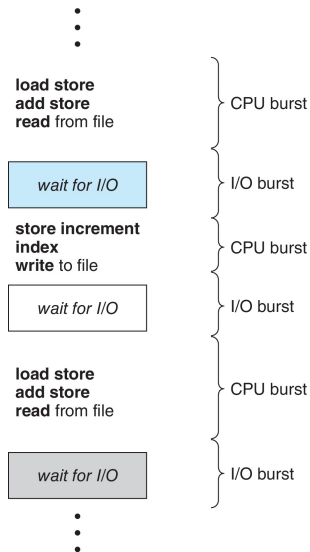 load store
add store
read from file
CPU burst
wait for I/O
I/O burst
store increment
index
write to file
CPU burst
wait for I/O
I/O burst
load store
add store
read from file
CPU burst
wait for I/O
I/O burst